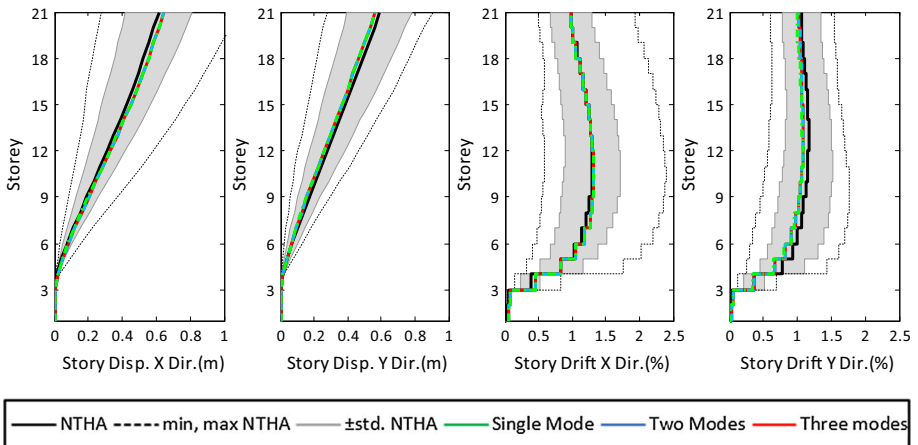 21
18
15
12
9
6
3
Storey
0 0.2 0.4 0.6 0.8 1
Story Disp. X Dir.(m)
21
18
15
12
9
6
3
Storey
0 0.2 0.4 0.6 0.8 1
Story Disp. Y Dir.(m)
21
18
15
12
9
6
3
Storey
0 0.5 1 1.5 2 2.5
Story Drift X Dir.(%)
21
18
15
12
9
6
3
Storey
0 0.5 1 1.5 2 2.5
Story Drift Y Dir.(%)
NTHA min, max NTHA ±std. NTHA Single Mode Two Modes Three modes